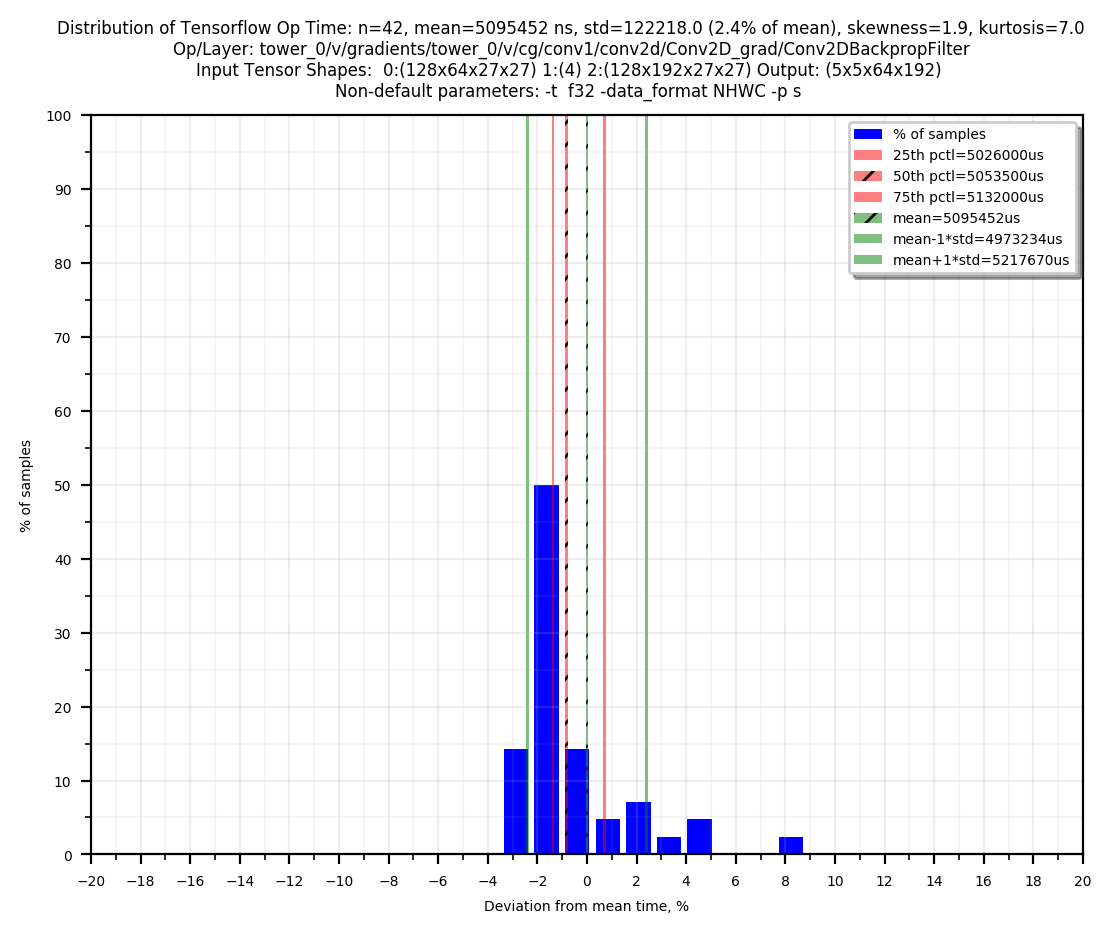 Distribution of Tensorflow Op Time: n=42, mean=5095452 ns, std=122218.0 (2.4% of mean), skewness=1.9, kurtosis=7.0
Op/Layer: tower_0/v/gradients/tower_0/v/cg/conv1/conv2d/Conv2D_grad/Conv2DBackpropFilter
Input Tensor Shapes:  0:(128x64x27x27) 1:(4) 2:(128x192x27x27) Output: (5x5x64x192)
Non-default parameters: -t  f32 -data_format NHWC -p s
% of samples
25th pctl=5026000us
50th pctl=5053500us
75th pctl=5132000us
mean=5095452us
mean-1*std=4973234us
mean+1*std=5217670us
100
90
80
70
60
50
40
30
20
10
0
% of samples
−20 −18 −16 −14 −12 −10 −8 −6 −4 −2 0 2 4 6 8 10 12 14 16 18 20
Deviation from mean time, %